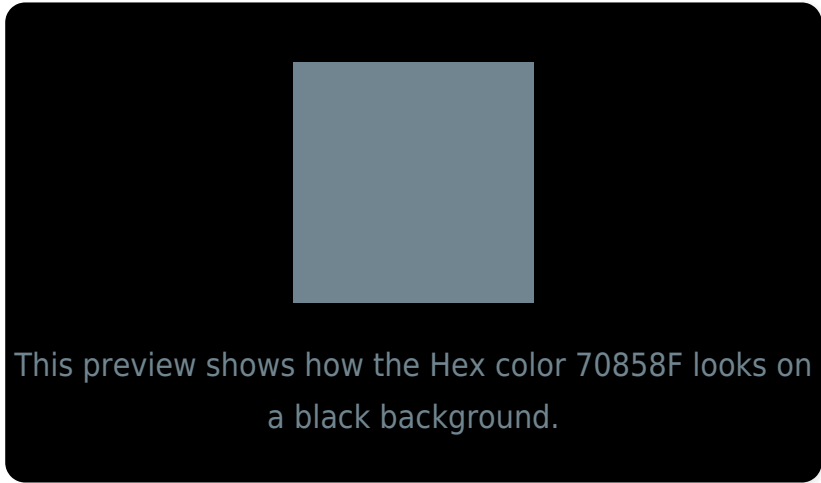 This preview shows how the Hex color 70858F looks on
a black background.